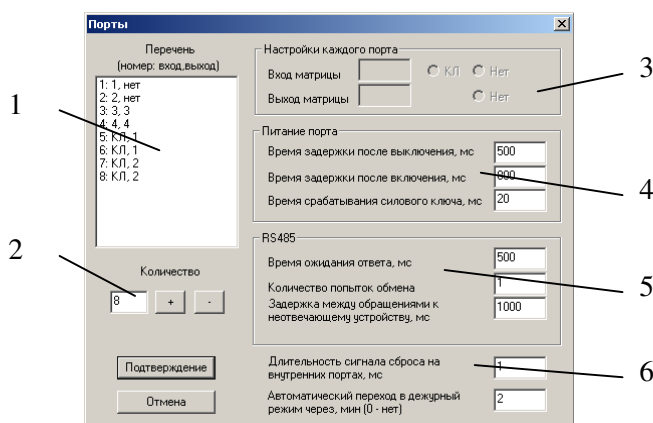 Порты
Перечень
(номер: вход,выход)
1: 1, нет
2: 2, нет
3: 3, 3
4: 4, 4
5: КЛ, 1
6: КЛ, 1
7: КЛ, 2
8: КЛ, 2
Количество
8 + -
Подтверждение
Отмена
Настройки каждого порта
Вход матрицы КЛ Нет
Выход матрицы Нет
Питание порта
Время задержки после выключения, мс 500
Время задержки после включения, мс 800
Время срабатывания силового ключа, мс 20
RS485
Время ожидания ответа, мс 500
Количество попыток обмена 1
Задержка между обращениями к
неотвечающему устройству, мс 1000
Длительность сигнала сброса на
внутренних портах, мс 1
Автоматический переход в дежурный
режим через, мин (0 - нет) 2
1
2
3
4
5
6